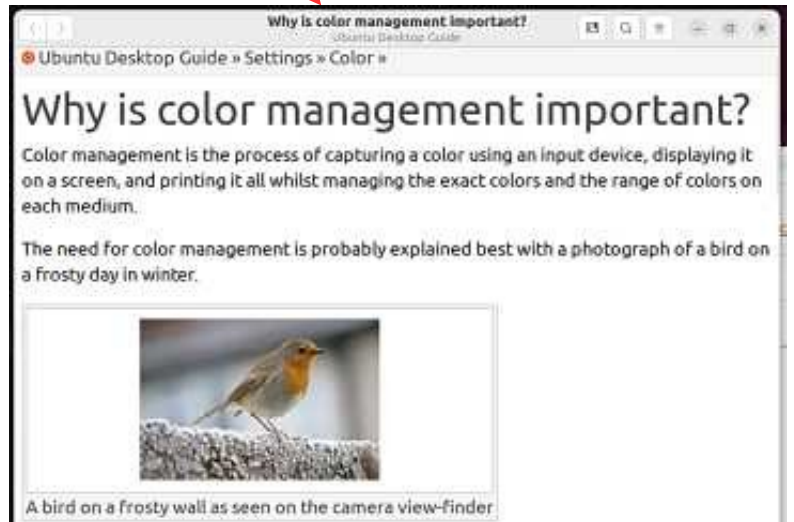 Why is color management important?
Ubuntu Desktop Guide
Ubuntu Desktop Guide » Settings » Color »
Why is color management important?
Color management is the process of capturing a color using an input device, displaying it
on a screen, and printing it all whilst managing the exact colors and the range of colors on
each medium.
The need for color management is probably explained best with a photograph of a bird on
a frosty day in winter.
A bird on a frosty wall as seen on the camera view-finder